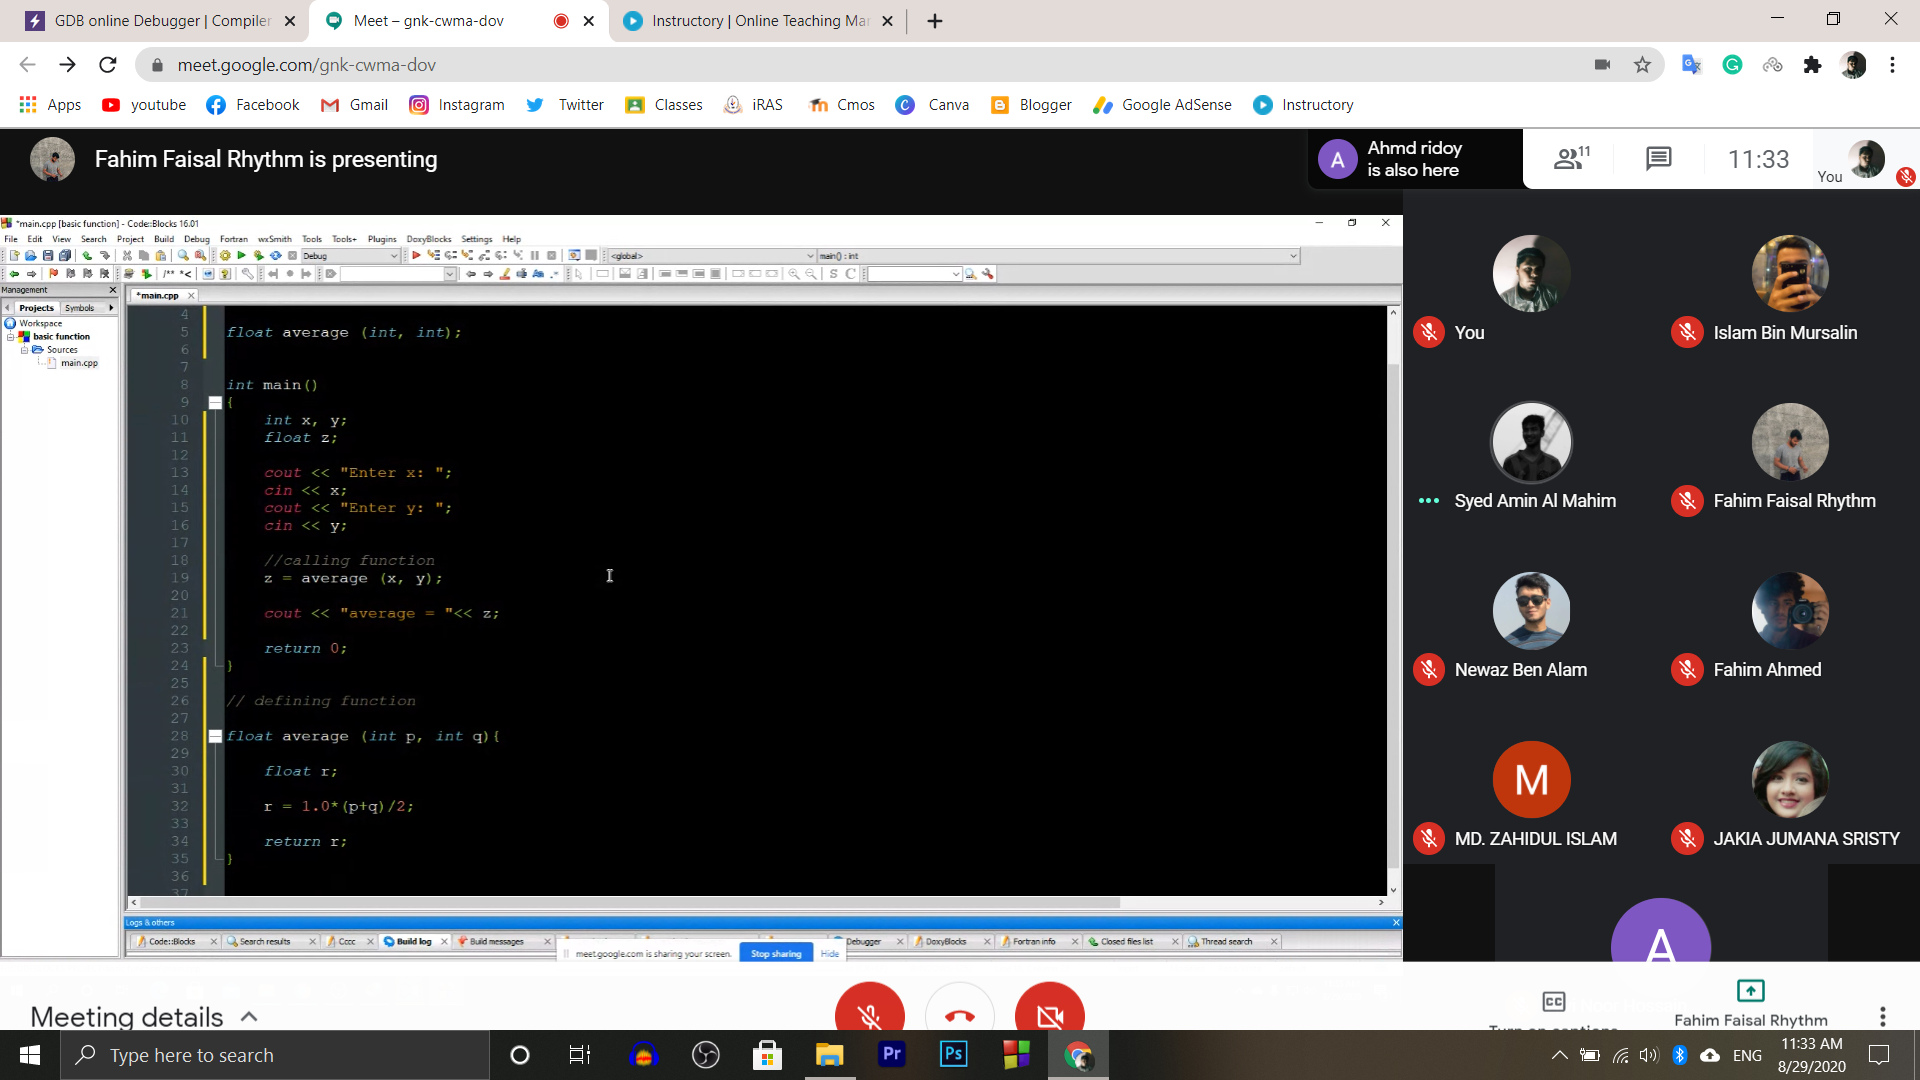 GDB online Debugger | Compiler
Meet – gnk-cwma-dov
Instructory | Online Teaching Mar
meet.google.com/gnk-cwma-dov
Apps youtube Facebook Gmail Instagram Twitter Classes iRAS Cmos Canva Blogger Google AdSense Instructory
Fahim Faisal Rhythm is presenting
A
Ahmd ridoy
is also here
11
11:33
You
*main.cpp [basic function] - Code::Blocks 16.01
File Edit View Search Project Build Debug Fortran wxSmith Tools Tools+ Plugins DoxyBlocks Settings Help
Debug
<global>
main() : int
Management
*main.cpp
Projects Symbols
Workspace
basic function
Sources
main.cpp
4
5 float average (int, int);
6
7
8 int main()
9 {
10 int x, y;
11 float z;
12
13 cout << "Enter x: ";
14 cin << x;
15 cout << "Enter y: ";
16 cin << y;
17
18 //calling function
19 z = average (x, y);
20
21 cout << "average = "<< z;
22
23 return 0;
24 }
25
26 // defining function
27
28 float average (int p, int q){
29
30 float r;
31
32 r = 1.0*(p+q)/2;
33
34 return r;
35 }
36
37
Logs & others
Code::Blocks Search results Cccc Build log Build messages Debugger DoxyBlocks Fortran info Closed files list Thread search
meet.google.com is sharing your screen. Stop sharing Hide
You
Islam Bin Mursalin
Syed Amin Al Mahim
Fahim Faisal Rhythm
Newaz Ben Alam
Fahim Ahmed
M
MD. ZAHIDUL ISLAM
JAKIA JUMANA SRISTY
A
Meeting details
CC
Turn on captions
Fahim Faisal Rhythm
Type here to search
Pr
Ps
ENG
11:33 AM
8/29/2020